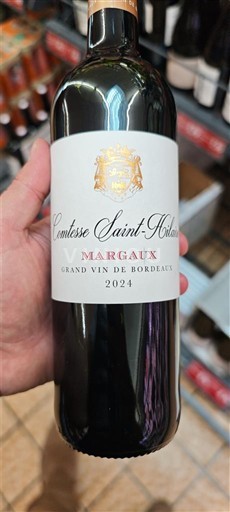 Comtesse Saint-Hilaire
MARGAUX
GRAND VIN DE BORDEAUX
2024